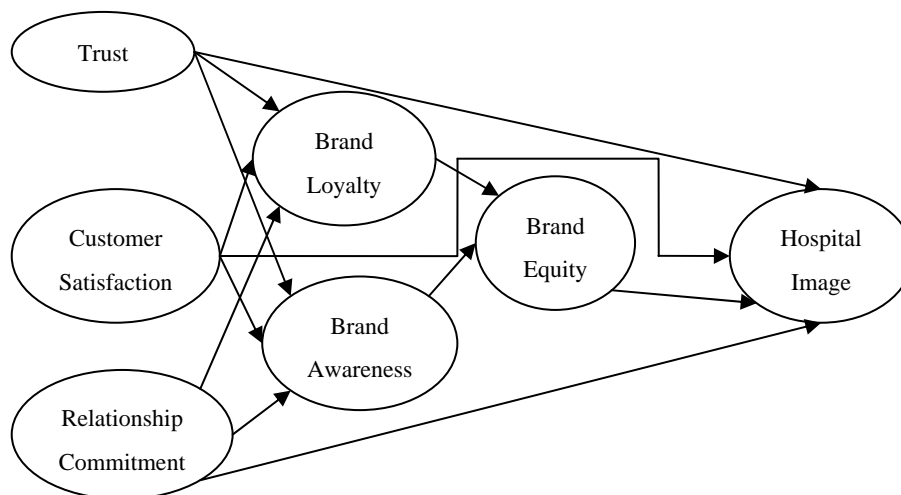 Trust
Brand
Loyalty
Customer
Satisfaction
Brand
Equity
Hospital
Image
Brand
Awareness
Relationship
Commitment